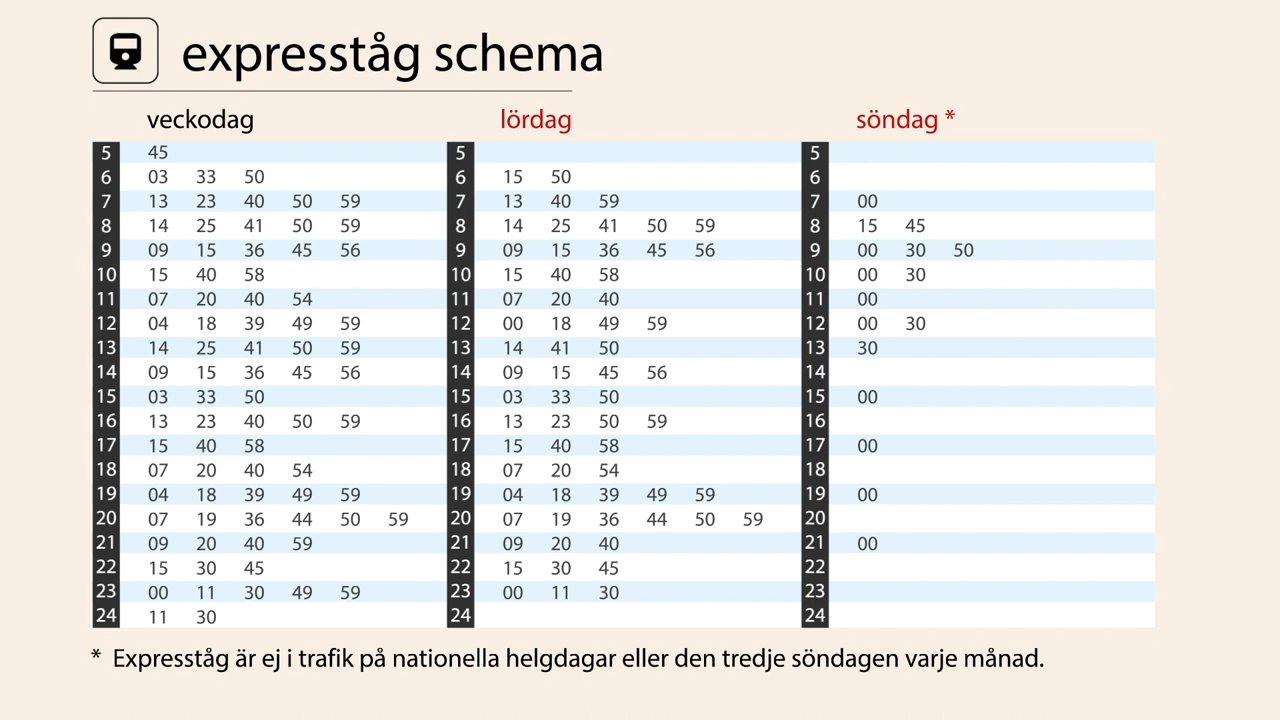 expresståg schema
veckodag lördag söndag *
5 45 5 5
6 03 33 50 6 15 50 6
7 13 23 40 50 59 7 13 40 59 7 00
8 14 25 41 50 59 8 14 25 41 50 59 8 15 45
9 09 15 36 45 56 9 09 15 36 45 56 9 00 30 50
10 15 40 58 10 15 40 58 10 00 30
11 07 20 40 54 11 07 20 40 11 00
12 04 18 39 49 59 12 00 18 49 59 12 00 30
13 14 25 41 50 59 13 14 41 50 13 30
14 09 15 36 45 56 14 09 15 45 56 14
15 03 33 50 15 03 33 50 15 00
16 13 23 40 50 59 16 13 23 50 59 16
17 15 40 58 17 15 40 58 17 00
18 07 20 40 54 18 07 20 54 18
19 04 18 39 49 59 19 04 18 39 49 59 19 00
20 07 19 36 44 50 59 20 07 19 36 44 50 59 20
21 09 20 40 59 21 09 20 40 21 00
22 15 30 45 22 15 30 45 22
23 00 11 30 49 59 23 00 11 30 23
24 11 30 24 24
* Expresståg är ej i trafik på nationella helgdagar eller den tredje söndagen varje månad.